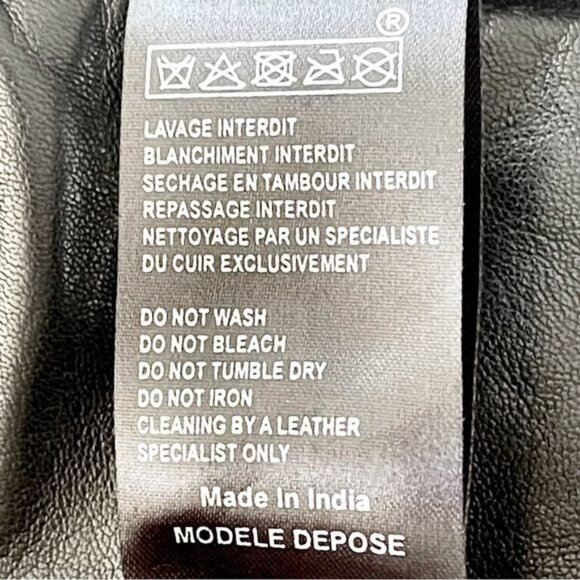 ®
LAVAGE INTERDIT
BLANCHIMENT INTERDIT
SECHAGE EN TAMBOUR INTERDIT
REPASSAGE INTERDIT
NETTOYAGE PAR UN SPECIALISTE
DU CUIR EXCLUSIVEMENT
DO NOT WASH
DO NOT BLEACH
DO NOT TUMBLE DRY
DO NOT IRON
CLEANING BY A LEATHER
SPECIALIST ONLY
Made In India
MODELE DEPOSE